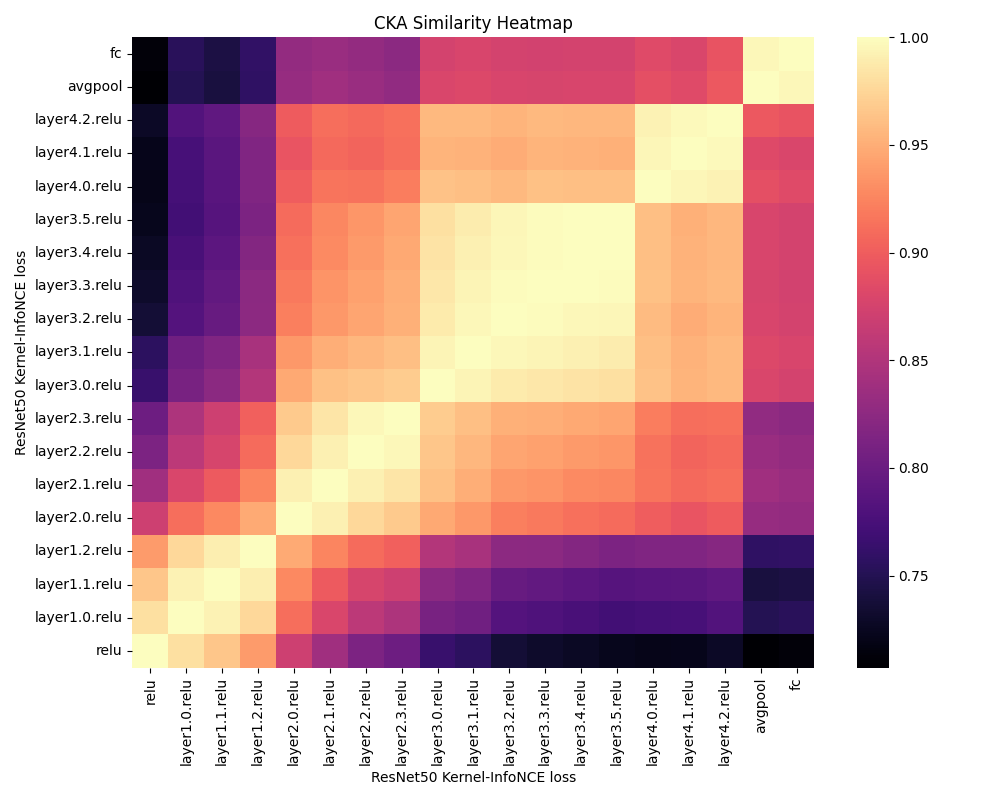 CKA Similarity Heatmap
ResNet50 Kernel-InfoNCE loss
fc
avgpool
layer4.2.relu
layer4.1.relu
layer4.0.relu
layer3.5.relu
layer3.4.relu
layer3.3.relu
layer3.2.relu
layer3.1.relu
layer3.0.relu
layer2.3.relu
layer2.2.relu
layer2.1.relu
layer2.0.relu
layer1.2.relu
layer1.1.relu
layer1.0.relu
relu
relu
layer1.0.relu
layer1.1.relu
layer1.2.relu
layer2.0.relu
layer2.1.relu
layer2.2.relu
layer2.3.relu
layer3.0.relu
layer3.1.relu
layer3.2.relu
layer3.3.relu
layer3.4.relu
layer3.5.relu
layer4.0.relu
layer4.1.relu
layer4.2.relu
avgpool
fc
ResNet50 Kernel-InfoNCE loss
1.00
0.95
0.90
0.85
0.80
0.75